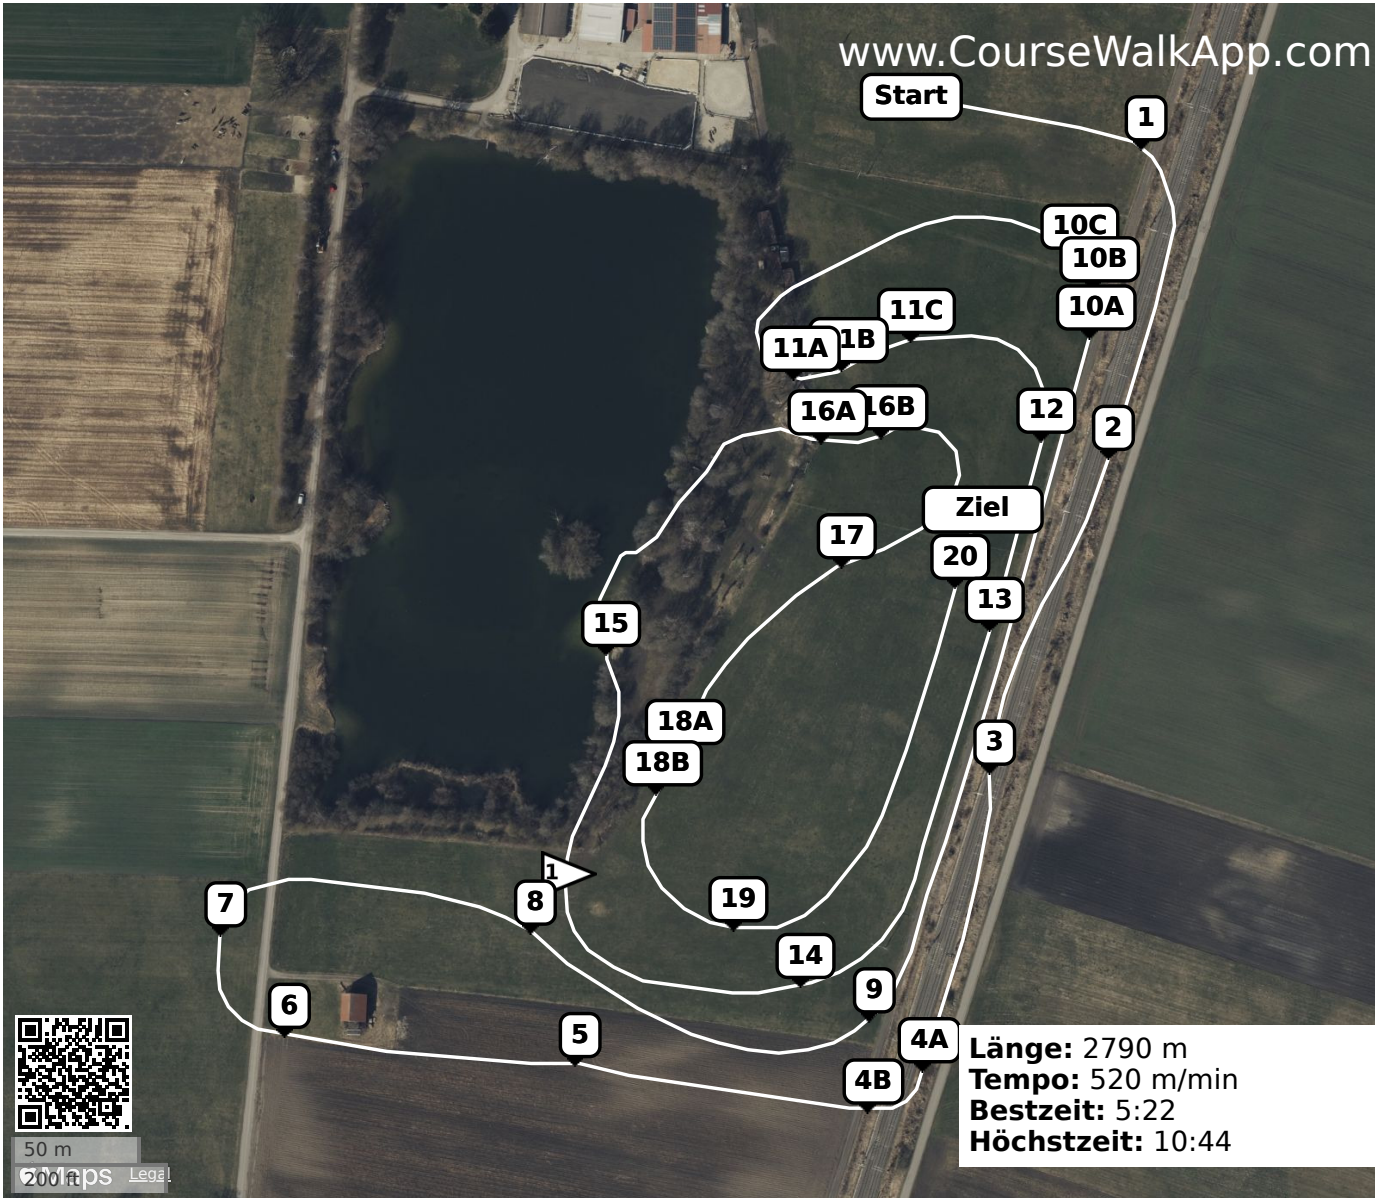 www.CourseWalkApp.com
Start
1
10C
10B
10A
11C
1B
11A
12
16A
16B
2
Ziel
17
20
13
15
18A
3
18B
1
19
8
7
14
9
6
5
4A
4B
Länge: 2790 m
Tempo: 520 m/min
Bestzeit: 5:22
Höchstzeit: 10:44
50 m
200 ft
Maps
Legal